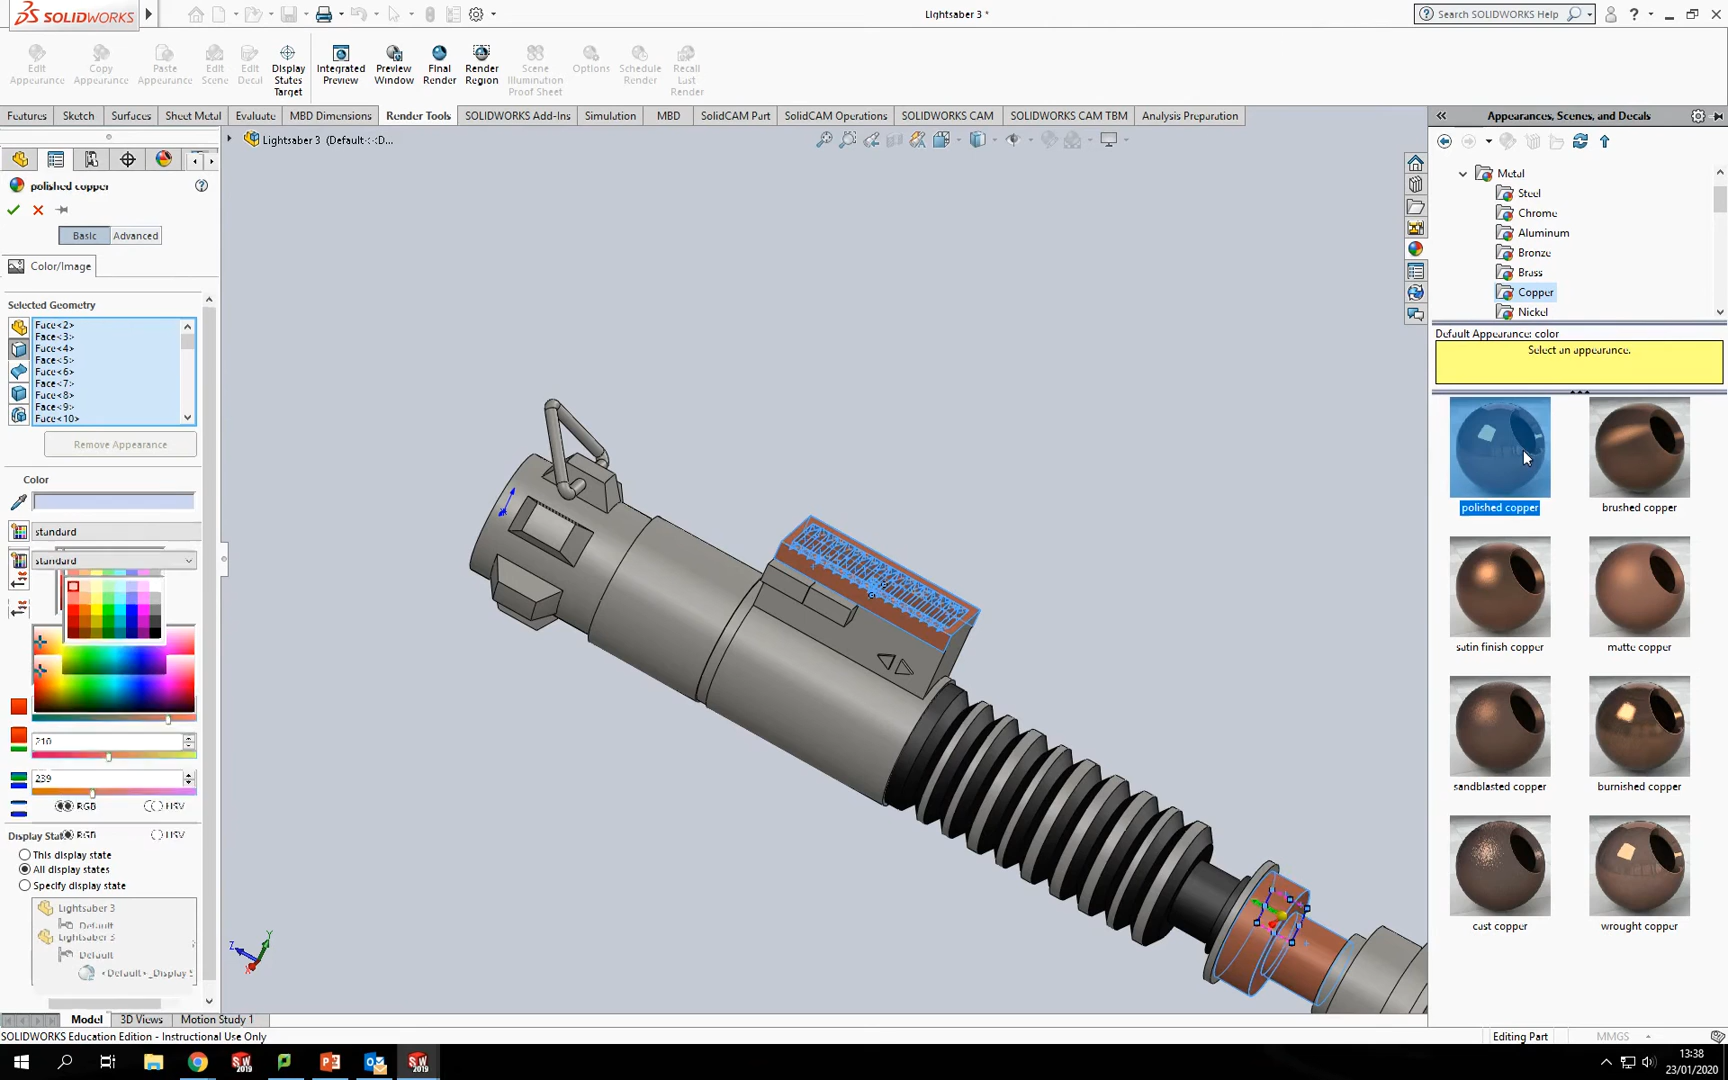 SOLIDWORKS
Lightsaber 3 *
Search SOLIDWORKS Help
Edit Appearance
Copy Appearance
Paste Appearance
Edit Scene
Edit Decal
Display States Target
Integrated Preview
Preview Window
Final Render
Render Region
Scene Illumination Proof Sheet
Options
Schedule Render
Recall Last Render
Features
Sketch
Surfaces
Sheet Metal
Evaluate
MBD Dimensions
Render Tools
SOLIDWORKS Add-Ins
Simulation
MBD
SolidCAM Part
SolidCAM Operations
SOLIDWORKS CAM
SOLIDWORKS CAM TBM
Analysis Preparation
Lightsaber 3 (Default<<D...
polished copper
Basic
Advanced
Color/Image
Selected Geometry
Face<2>
Face<3>
Face<4>
Face<5>
Face<6>
Face<7>
Face<8>
Face<9>
Face<10>
Remove Appearance
Color
standard
standard
210
239
RGB
HSV
RGB
HSV
This display state
All display states
Specify display state
Lightsaber 3
Default
Lightsaber 3
Default
<Default>_Display S
Z
Y
X
Appearances, Scenes, and Decals
Metal
Steel
Chrome
Aluminum
Bronze
Brass
Copper
Nickel
Default Appearance: color
Select an appearance.
polished copper
brushed copper
satin finish copper
matte copper
sandblasted copper
burnished copper
cast copper
wrought copper
Model
3D Views
Motion Study 1
SOLIDWORKS Education Edition - Instructional Use Only
Editing Part
MMGS
SW 2019
SW 2019
13:38
23/01/2020